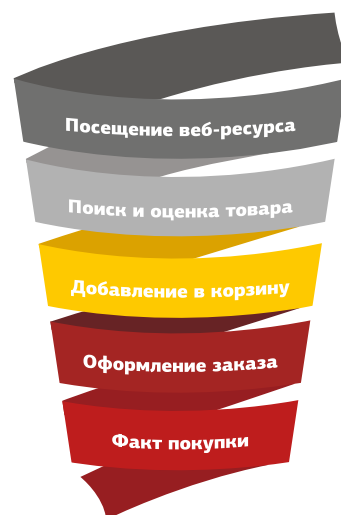 Посещение веб-ресурса
Поиск и оценка товара
Добавление в корзину
Оформление заказа
Факт покупки